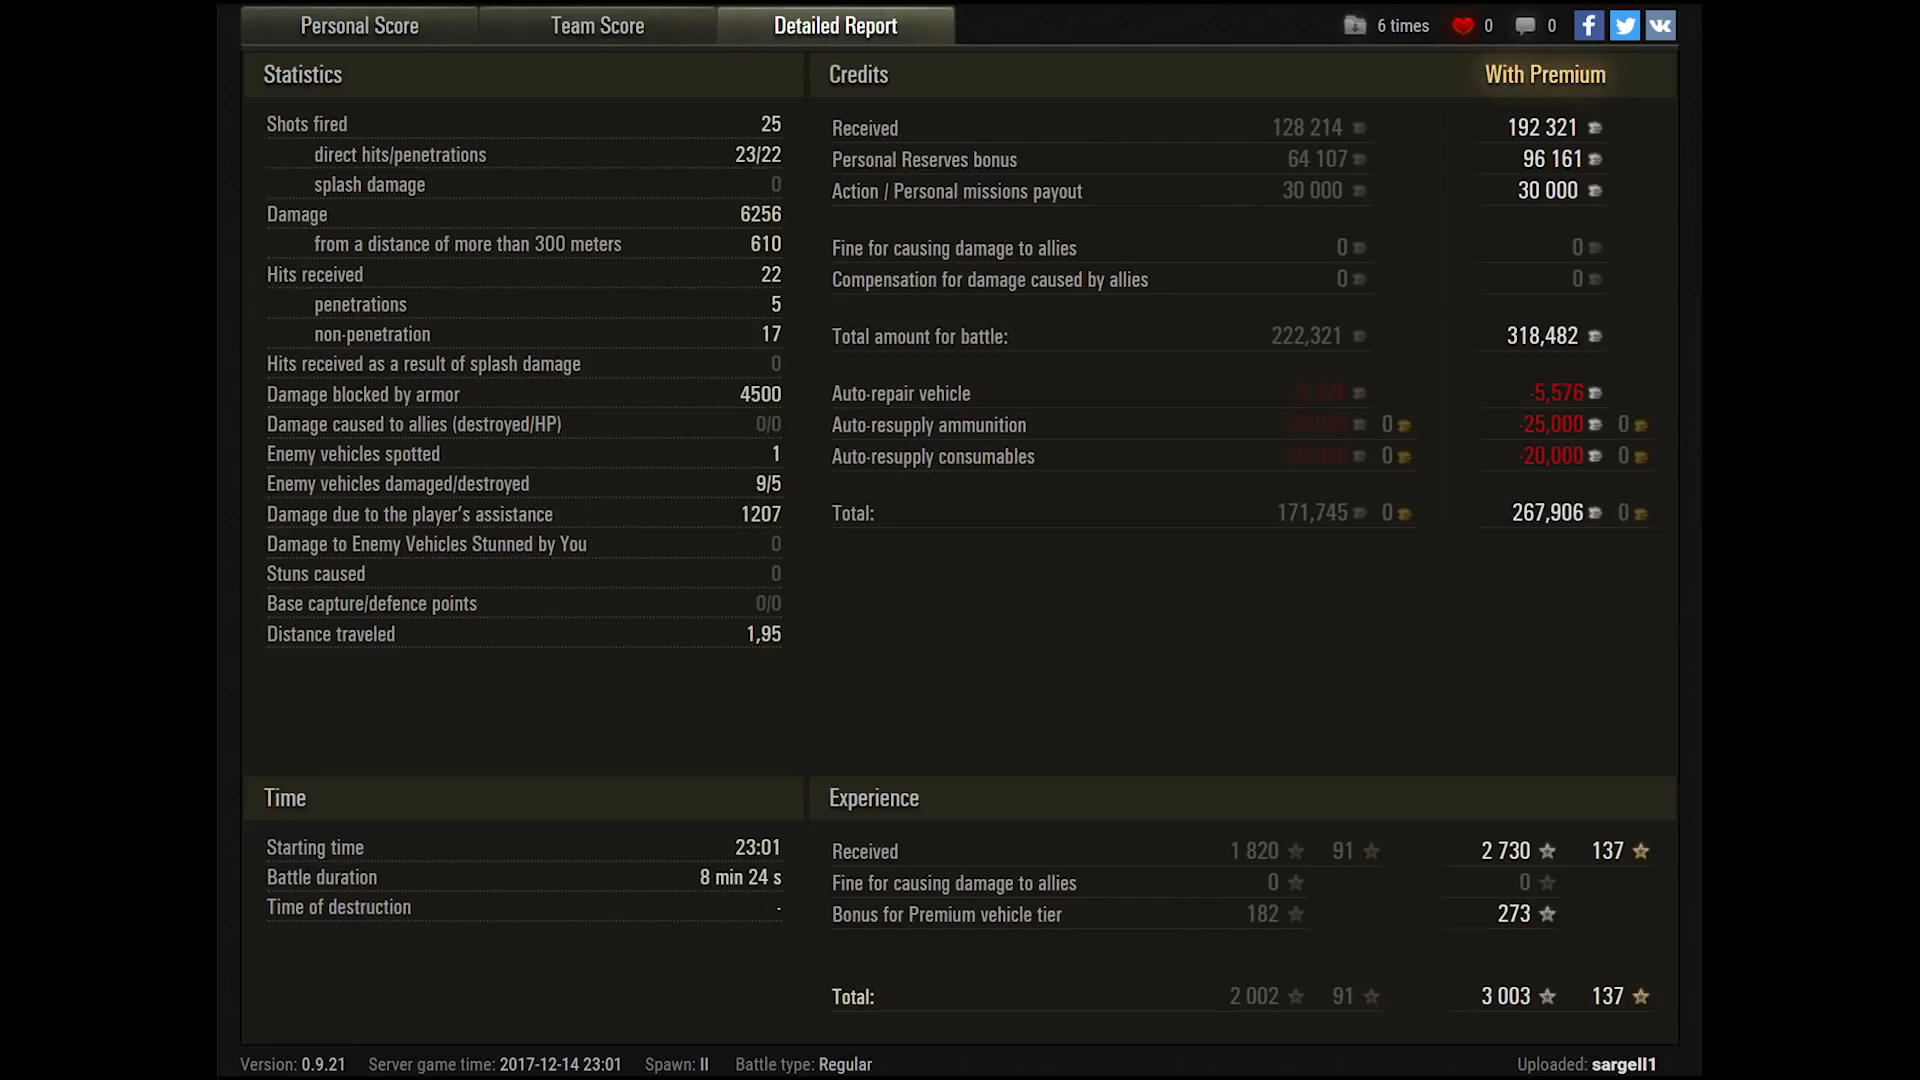 Personal Score Team Score Detailed Report 6 times 0 0
Statistics
Shots fired 25
direct hits/penetrations 23/22
splash damage 0
Damage 6256
from a distance of more than 300 meters 610
Hits received 22
penetrations 5
non-penetration 17
Hits received as a result of splash damage 0
Damage blocked by armor 4500
Damage caused to allies (destroyed/HP) 0/0
Enemy vehicles spotted 1
Enemy vehicles damaged/destroyed 9/5
Damage due to the player's assistance 1207
Damage to Enemy Vehicles Stunned by You 0
Stuns caused 0
Base capture/defence points 0/0
Distance traveled 1,95
Credits With Premium
Received 128 214 192 321
Personal Reserves bonus 64 107 96 161
Action / Personal missions payout 30 000 30 000
Fine for causing damage to allies 0 0
Compensation for damage caused by allies 0 0
Total amount for battle: 222,321 318,482
Auto-repair vehicle -5,576
Auto-resupply ammunition 0 -25,000 0
Auto-resupply consumables 0 -20,000 0
Total: 171,745 0 267,906 0
Time
Starting time 23:01
Battle duration 8 min 24 s
Time of destruction -
Experience
Received 1 820 91 2 730 137
Fine for causing damage to allies 0 0
Bonus for Premium vehicle tier 182 273
Total: 2 002 91 3 003 137
Version: 0.9.21 Server game time: 2017-12-14 23:01 Spawn: II Battle type: Regular Uploaded: sargell1